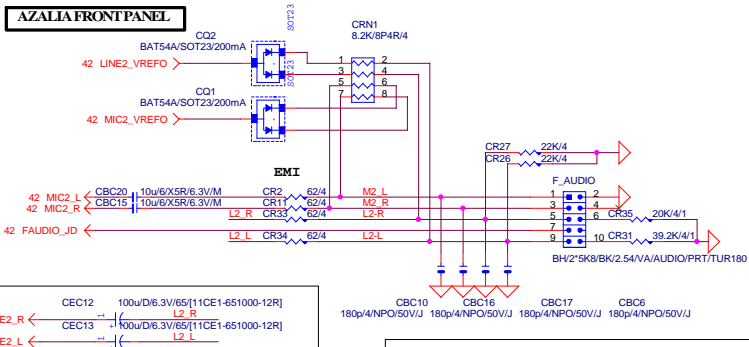 AZALIA FRONT PANEL
SOT23
CQ2
BAT54A/SOT23/200mA
CRN1
8.2K/8P4R/4
42 LINE2_VREFO
1 2
3 4
5 6
7 8
SOT23
CQ1
BAT54A/SOT23/200mA
42 MIC2_VREFO
CR27 22K/4
CR26 22K/4
EMI
F_AUDIO
42 MIC2_L CBC20 10u/6/X5R/6.3V/M CR2 62/4 M2_L 1 2
42 MIC2_R CBC15 10u/6/X5R/6.3V/M CR11 62/4 M2_R 3 4
L2_R CR33 62/4 L2-R 5 6 CR35 20K/4/1
42 FAUDIO_JD 7
L2_L CR34 62/4 L2-L 9 10 CR31 39.2K/4/1
BH/2*5K8/BK/2.54/VA/AUDIO/PRT/TUR180
CBC10 CBC16 CBC17 CBC6
180p/4/NPO/50V/J 180p/4/NPO/50V/J 180p/4/NPO/50V/J 180p/4/NPO/50V/J
CEC12 100u/D/6.3V/65/[11CE1-651000-12R]
E2_R 1 + L2_R
CEC13 100u/D/6.3V/65/[11CE1-651000-12R]
E2_L 1 + L2_L